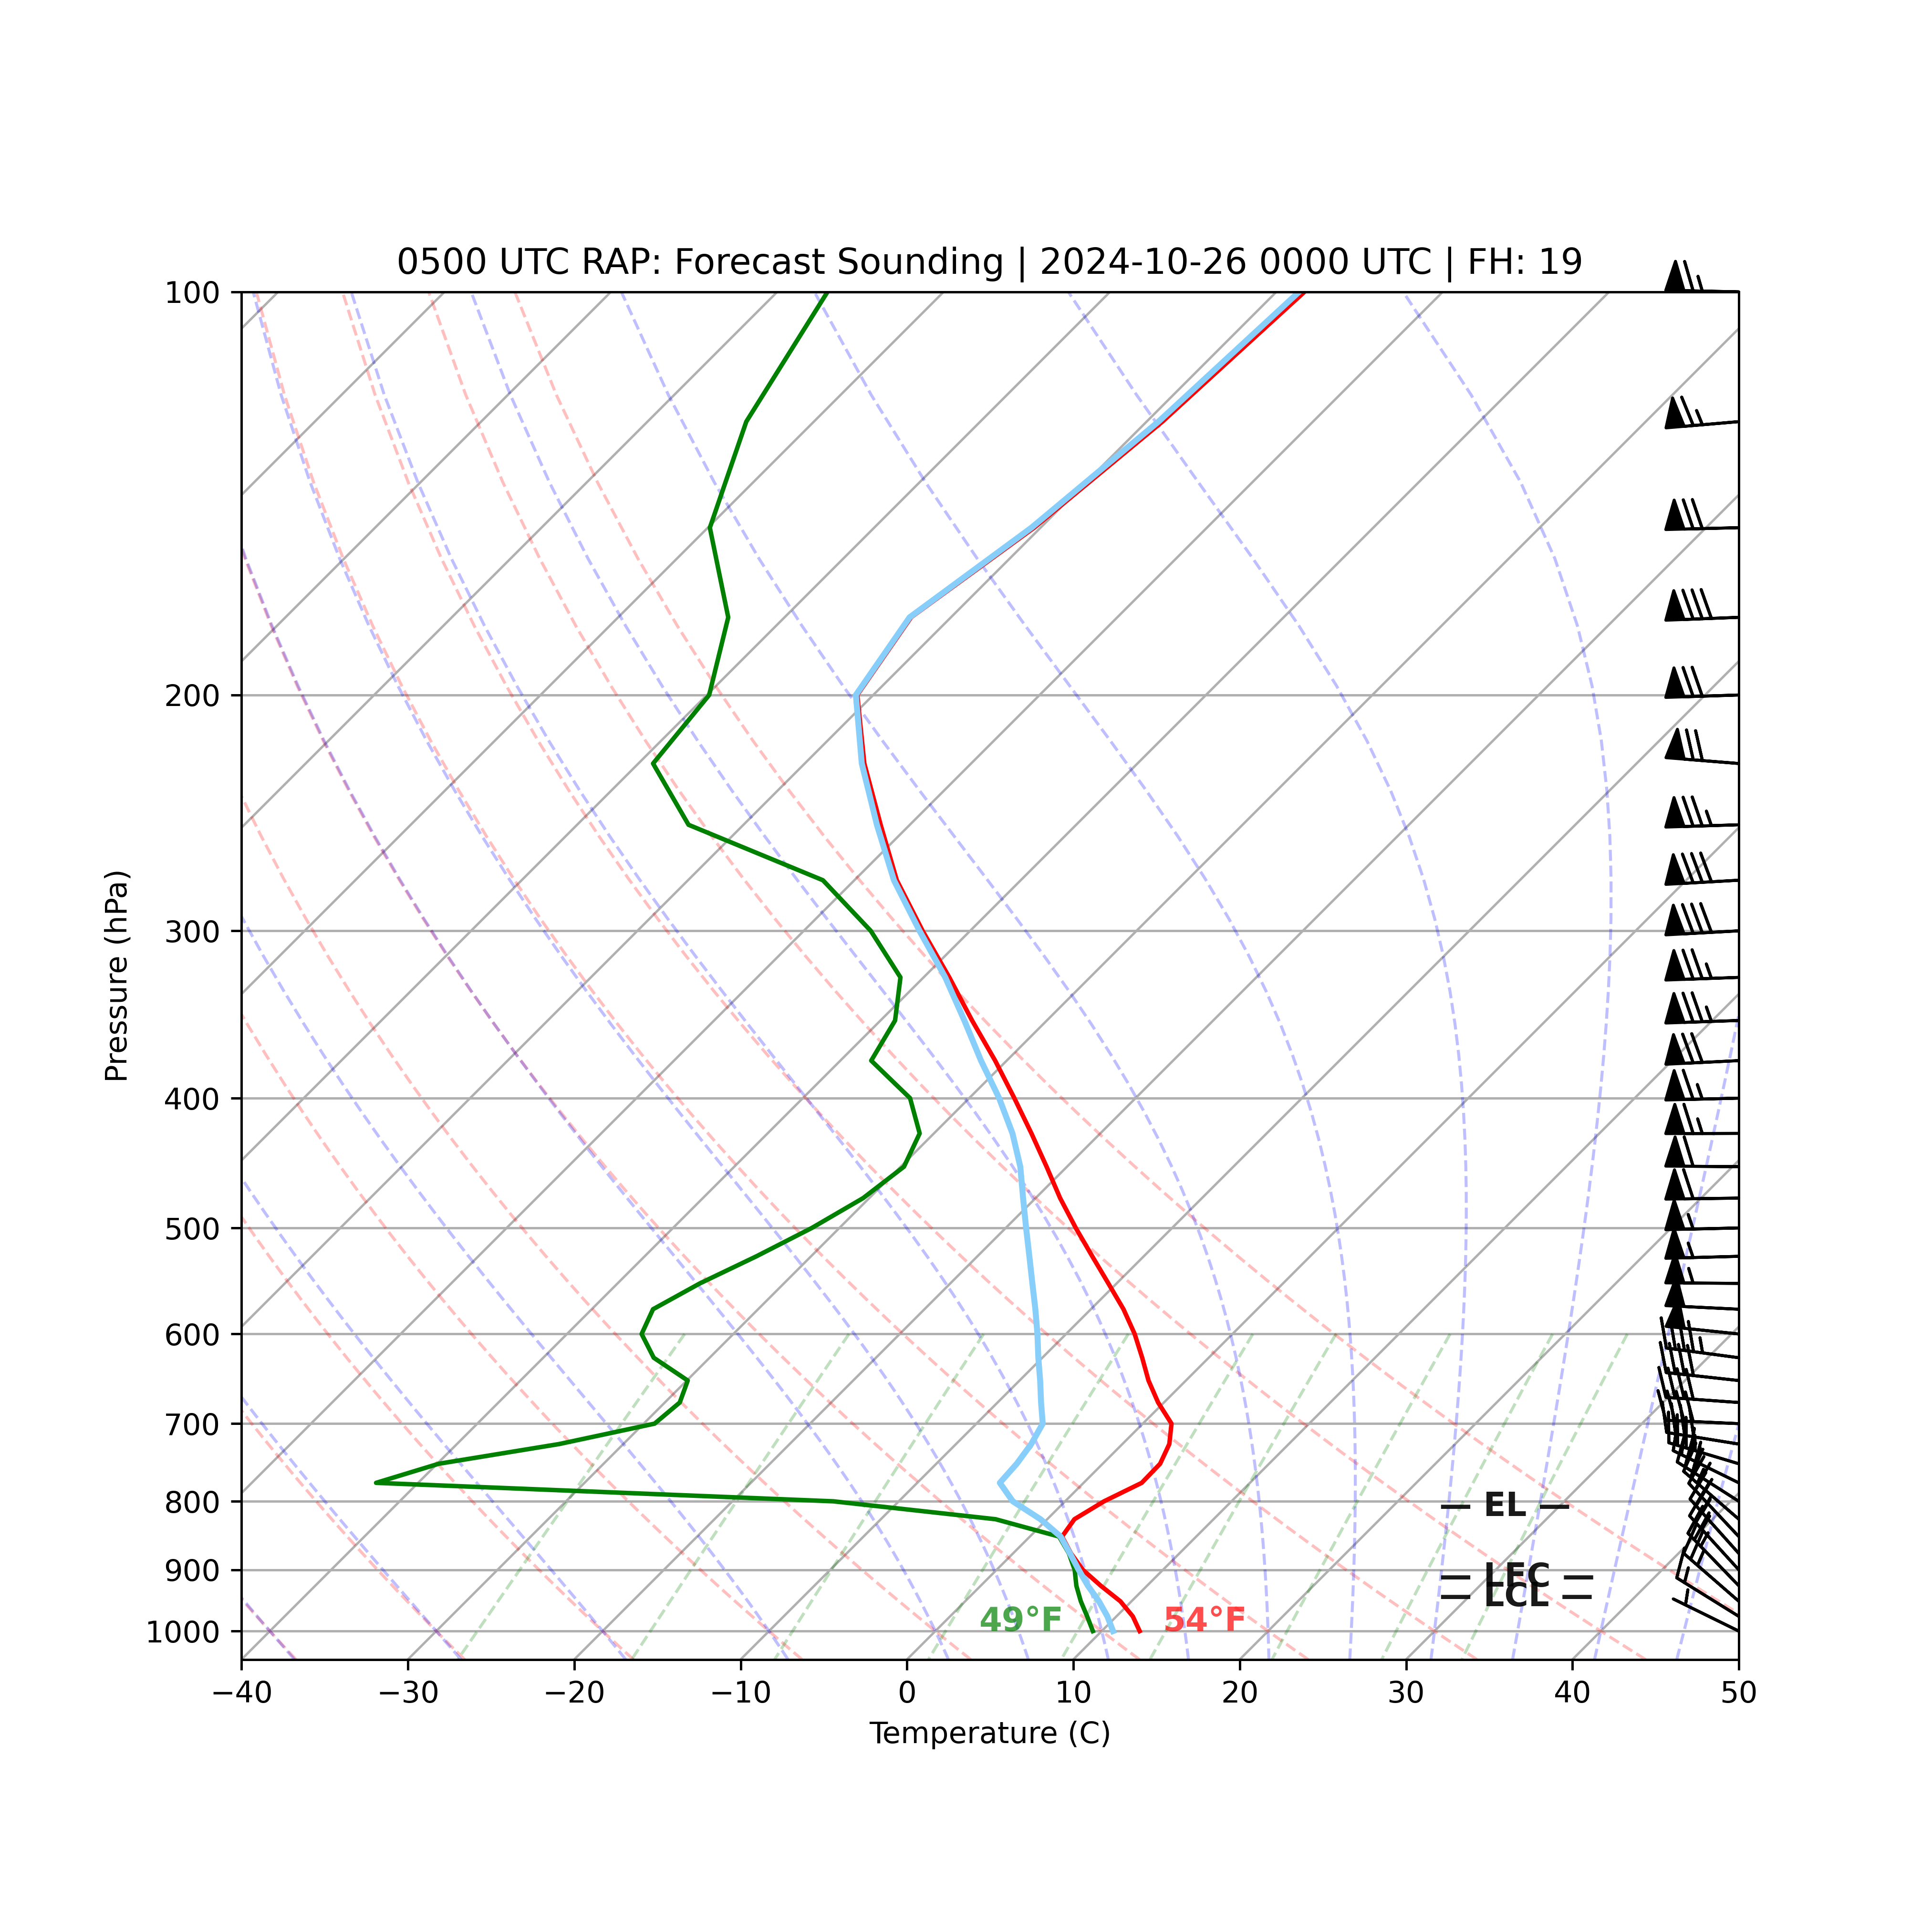 0500 UTC RAP: Forecast Sounding | 2024-10-26 0000 UTC | FH: 19
100
200
300
400
500
600
700
800
900
1000
Pressure (hPa)
— EL —
— LFC —
— LCL —
49°F
54°F
−40 −30 −20 −10 0 10 20 30 40 50
Temperature (C)